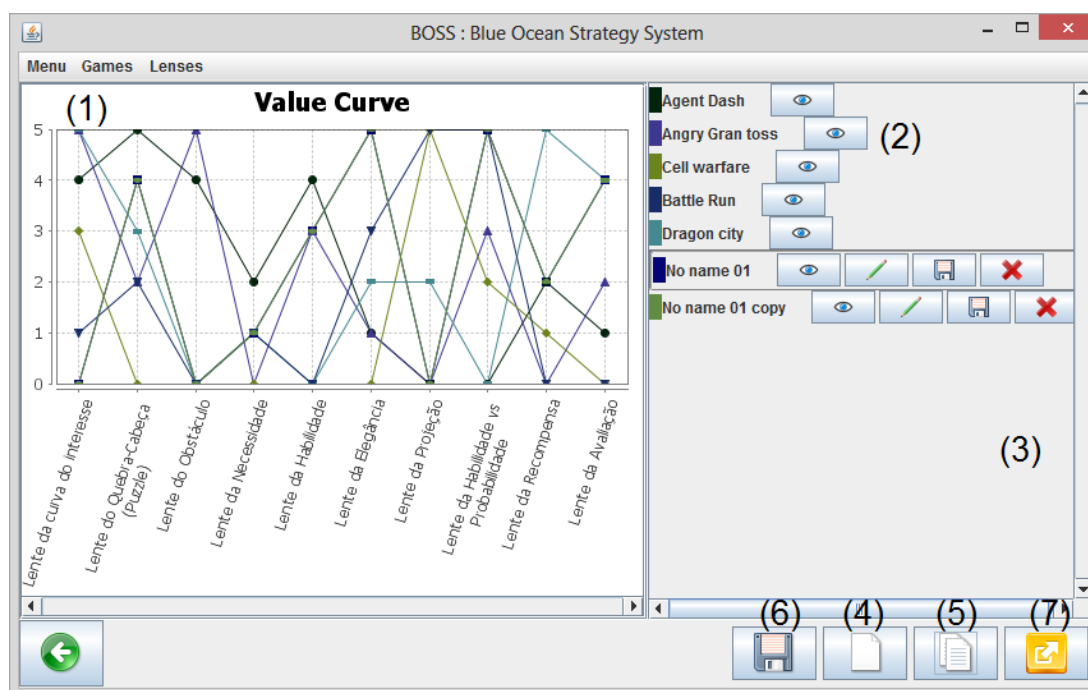 BOSS : Blue Ocean Strategy System
Menu Games Lenses
(1)
Value Curve
5
4
3
2
1
0
Lente da curva do interesse
Lente do Quebra-Cabeça
(Puzzle)
Lente do Obstáculo
Lente da Necessidade
Lente da Habilidade
Lente da Elegância
Lente da Projeção
Lente da Habilidade vs
Probabilidade
Lente da Recompensa
Lente da Avaliação
Agent Dash
Angry Gran toss
(2)
Cell warfare
Battle Run
Dragon city
No name 01
No name 01 copy
(3)
(6) (4) (5) (7)